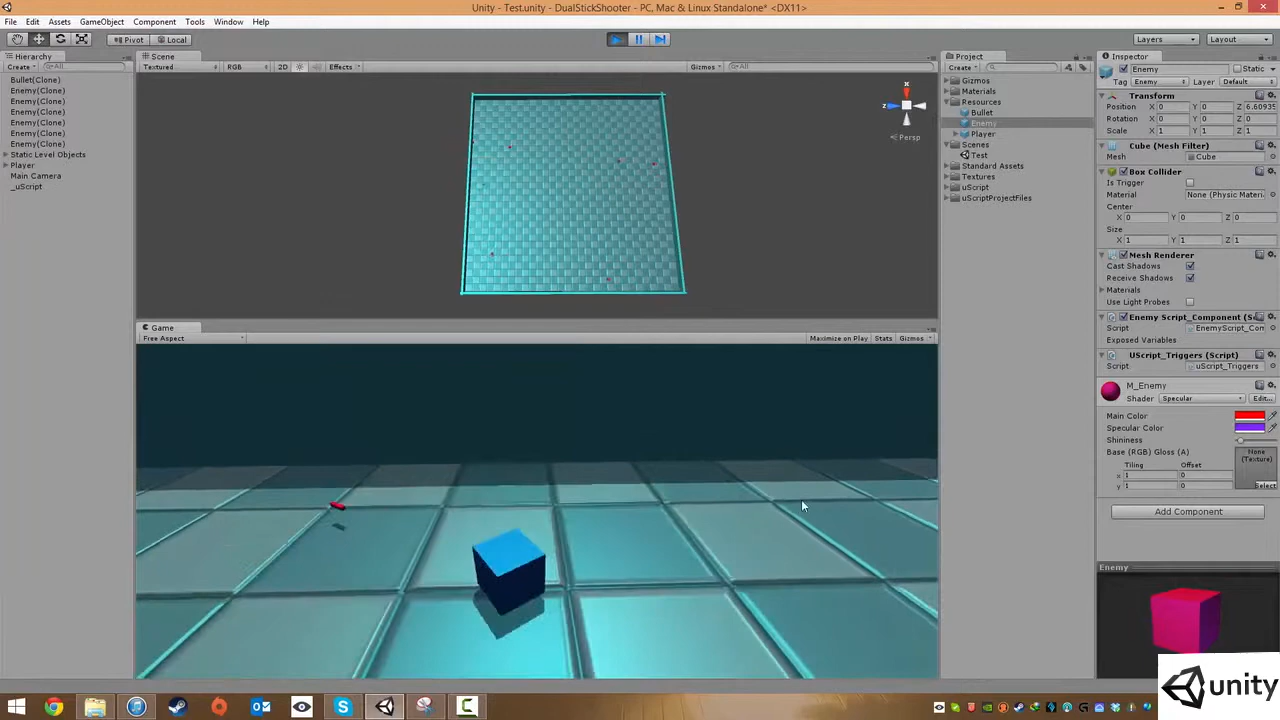 Unity - Test.unity - DualStickShooter - PC, Mac & Linux Standalone* <DX11>
File Edit Assets GameObject Component Tools Window Help
Pivot Local Layers Layout
Hierarchy
Create All
Bullet(Clone)
Enemy(Clone)
Enemy(Clone)
Enemy(Clone)
Enemy(Clone)
Enemy(Clone)
Enemy(Clone)
Static Level Objects
Player
Main Camera
_uScript
Scene
Textured RGB 2D Effects Gizmos All
x
z
Persp
Game
Free Aspect Maximize on Play Stats Gizmos
Project
Create
Gizmos
Materials
Resources
Bullet
Enemy
Player
Scenes
Test
Standard Assets
Textures
uScript
uScriptProjectFiles
Inspector
Enemy Static
Tag Enemy Layer Default
Transform
Position X 0 Y 0 Z 6.60935
Rotation X 0 Y 0 Z 0
Scale X 1 Y 1 Z 1
Cube (Mesh Filter)
Mesh Cube
Box Collider
Is Trigger
Material None (Physic Materi
Center
X 0 Y 0 Z 0
Size
X 1 Y 1 Z 1
Mesh Renderer
Cast Shadows
Receive Shadows
Materials
Use Light Probes
Enemy Script_Component (S
Script EnemyScript_Con
Exposed Variables
UScript_Triggers (Script)
Script uScript_Triggers
M_Enemy
Shader Specular Edit...
Main Color
Specular Color
Shininess
Base (RGB) Gloss (A)
None
(Texture)
Tiling Offset
x 1 0
y 1 0
Select
Add Component
Enemy
unity